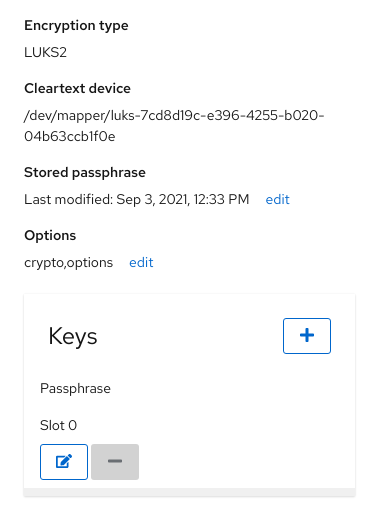 Encryption type
LUKS2
Cleartext device
/dev/mapper/luks-7cd8d19c-e396-4255-b020-
04b63ccb1f0e
Stored passphrase
Last modified: Sep 3, 2021, 12:33 PM edit
Options
crypto,options edit
Keys
Passphrase
Slot 0